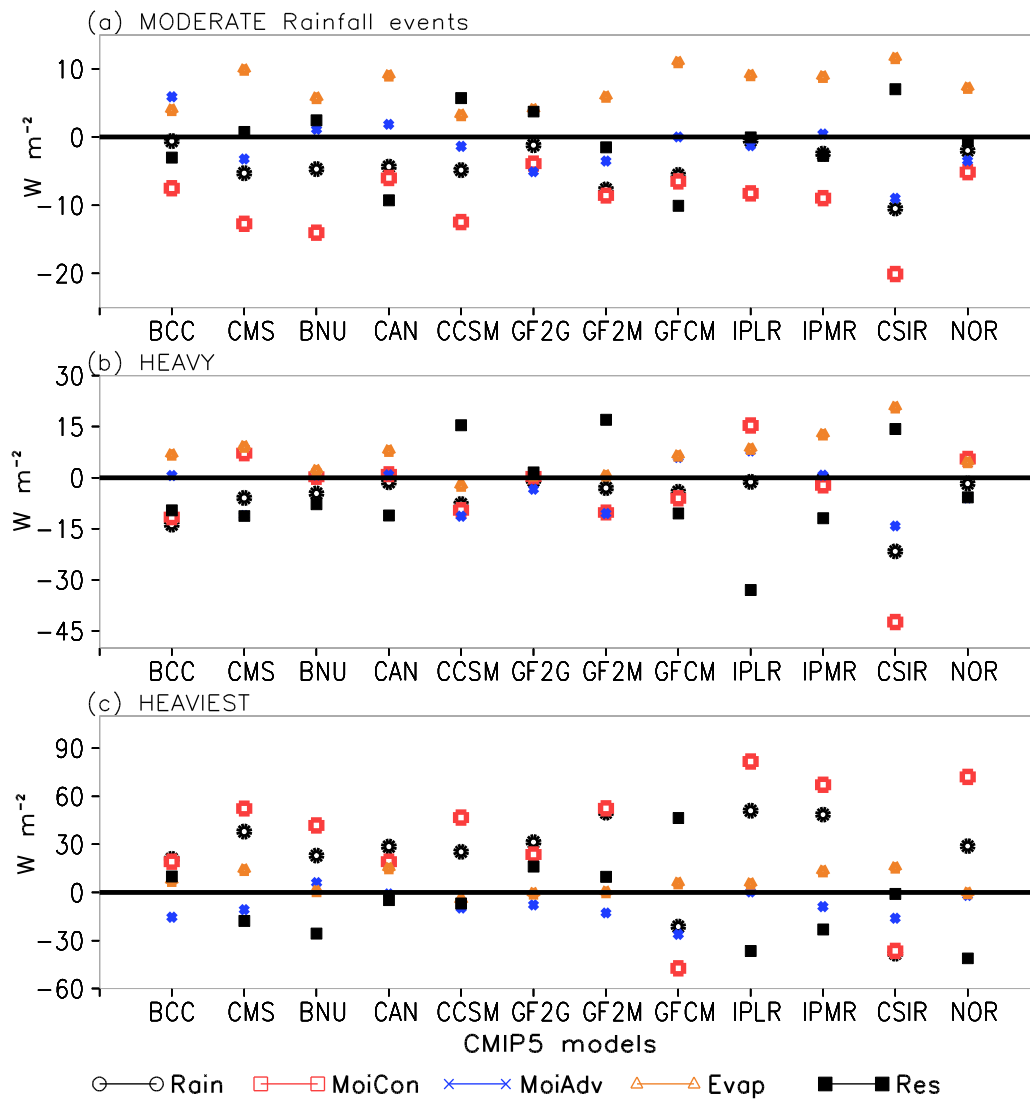 (a) MODERATE Rainfall events
10
0
−10
−20
W m⁻²
BCC CMS BNU CAN CCSM GF2G GF2M GFCM IPLR IPMR CSIR NOR
(b) HEAVY
30
15
0
−15
−30
−45
W m⁻²
BCC CMS BNU CAN CCSM GF2G GF2M GFCM IPLR IPMR CSIR NOR
(c) HEAVIEST
90
60
30
0
−30
−60
W m⁻²
BCC CMS BNU CAN CCSM GF2G GF2M GFCM IPLR IPMR CSIR NOR
CMIP5 models
Rain MoiCon MoiAdv Evap Res